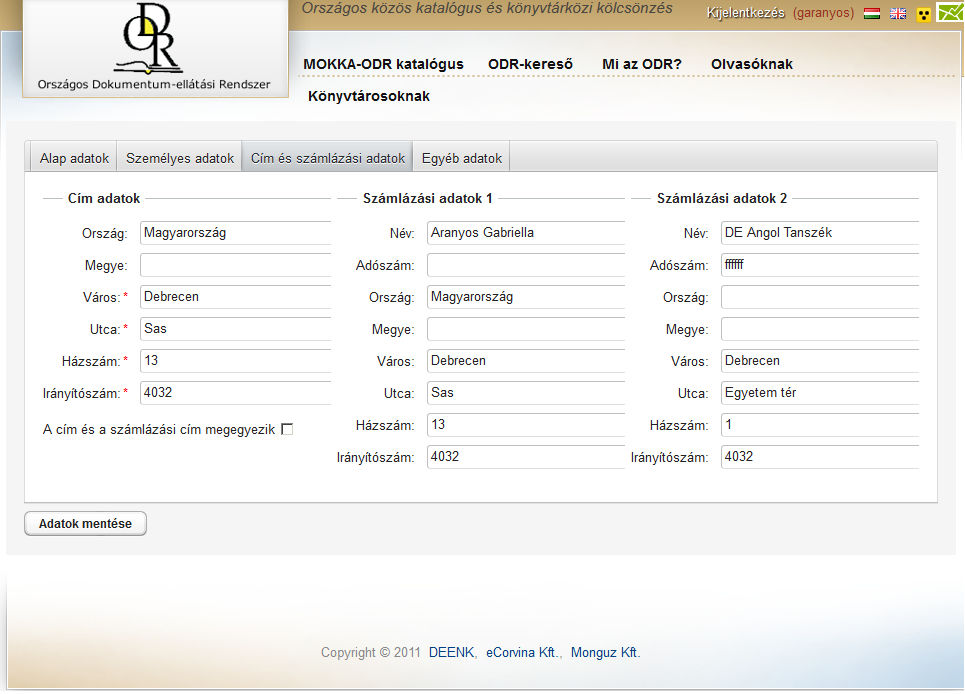 Országos közös katalógus és könyvtárközi kölcsönzés
Kijelentkezés (garanyos)
ODR
Országos Dokumentum-ellátási Rendszer
MOKKA-ODR katalógus ODR-kereső Mi az ODR? Olvasóknak
Könyvtárosoknak
Alap adatok Személyes adatok Cím és számlázási adatok Egyéb adatok
Cím adatok
Ország: Magyarország
Megye:
Város: * Debrecen
Utca: * Sas
Házszám: * 13
Irányítószám: * 4032
A cím és a számlázási cím megegyezik
Számlázási adatok 1
Név: Aranyos Gabriella
Adószám:
Ország: Magyarország
Megye:
Város: Debrecen
Utca: Sas
Házszám: 13
Irányítószám: 4032
Számlázási adatok 2
Név: DE Angol Tanszék
Adószám: ffffff
Ország:
Megye:
Város: Debrecen
Utca: Egyetem tér
Házszám: 1
Irányítószám: 4032
Adatok mentése
Copyright © 2011 DEENK, eCorvina Kft., Monguz Kft.